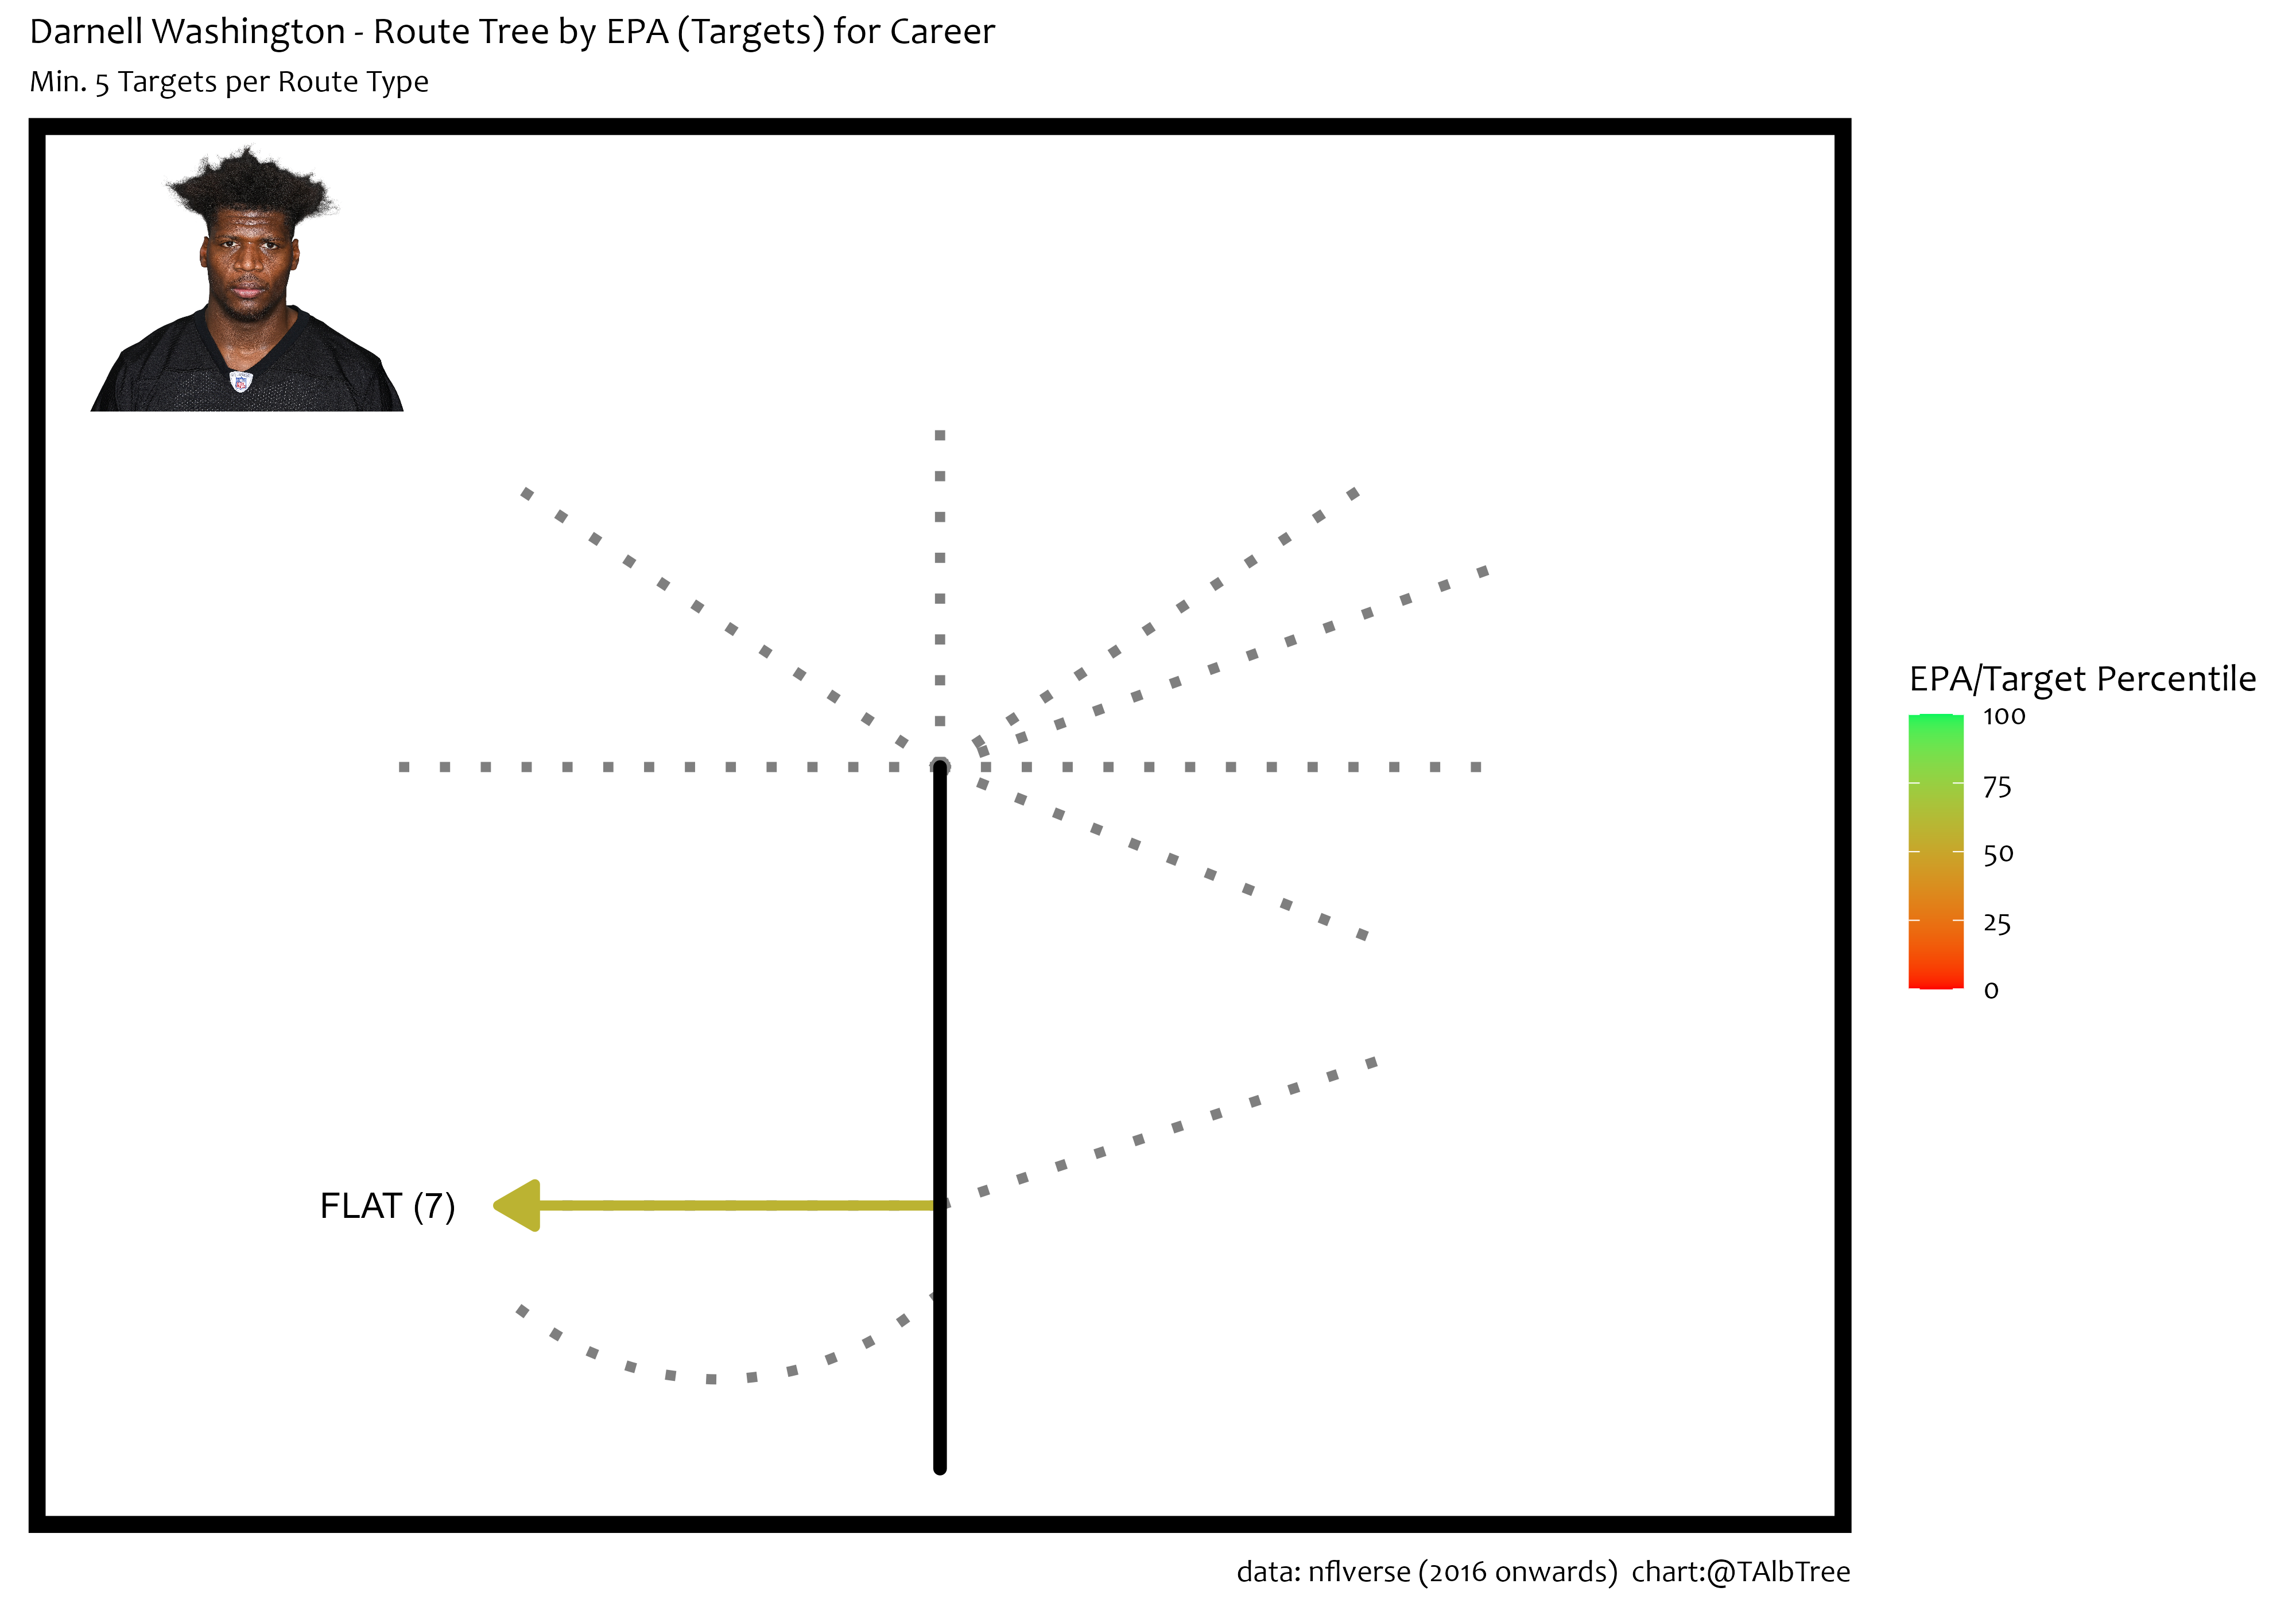 Darnell Washington - Route Tree by EPA (Targets) for Career
Min. 5 Targets per Route Type
EPA/Target Percentile
100
75
50
25
0
FLAT (7)
data: nflverse (2016 onwards)  chart:@TAlbTree